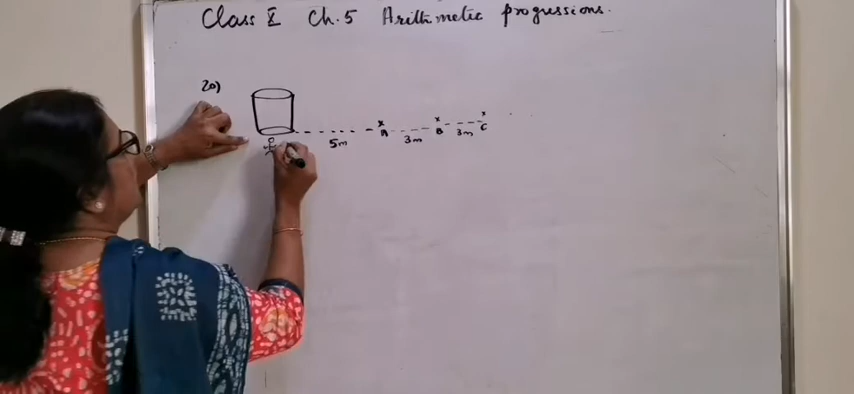 Class X Ch. 5 Arithmetic progressions.
20)
x x x
A B C
5m 3m 3m